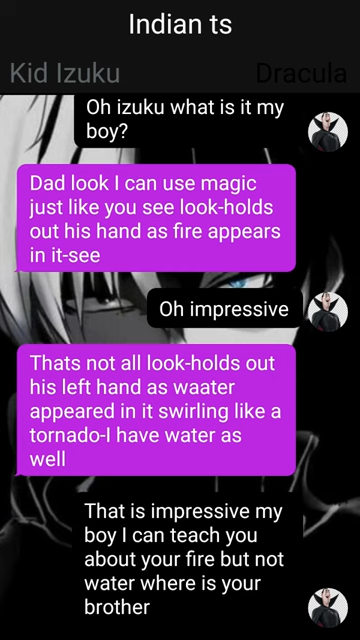 Indian ts
Kid Izuku
Dracula
Oh izuku what is it my
boy?
Dad look I can use magic
just like you see look-holds
out his hand as fire appears
in it-see
Oh impressive
Thats not all look-holds out
his left hand as waater
appeared in it swirling like a
tornado-I have water as
well
That is impressive my
boy I can teach you
about your fire but not
water where is your
brother